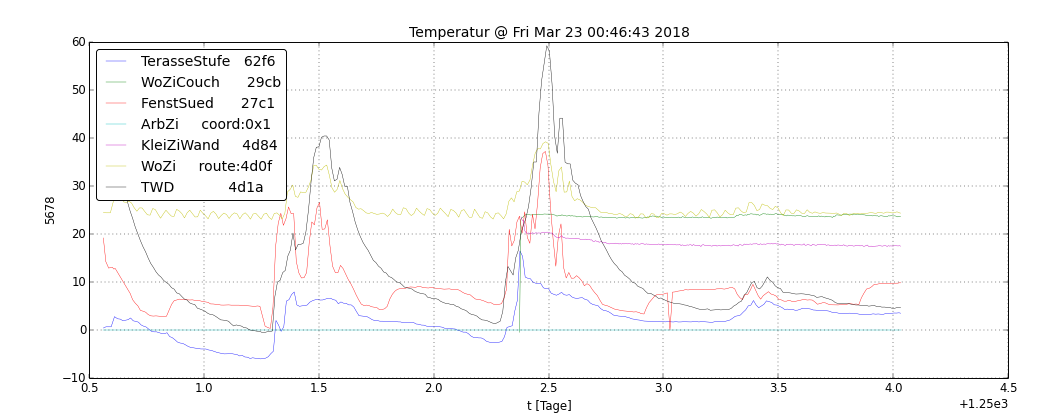 Temperatur @ Fri Mar 23 00:46:43 2018
60
50
40
30
20
10
0
−10
5678
TerasseStufe 62f6
WoZiCouch 29cb
FenstSued 27c1
ArbZi coord:0x1
KleiZiWand 4d84
WoZi route:4d0f
TWD 4d1a
0.5 1.0 1.5 2.0 2.5 3.0 3.5 4.0 4.5
t [Tage]
+1.25e3